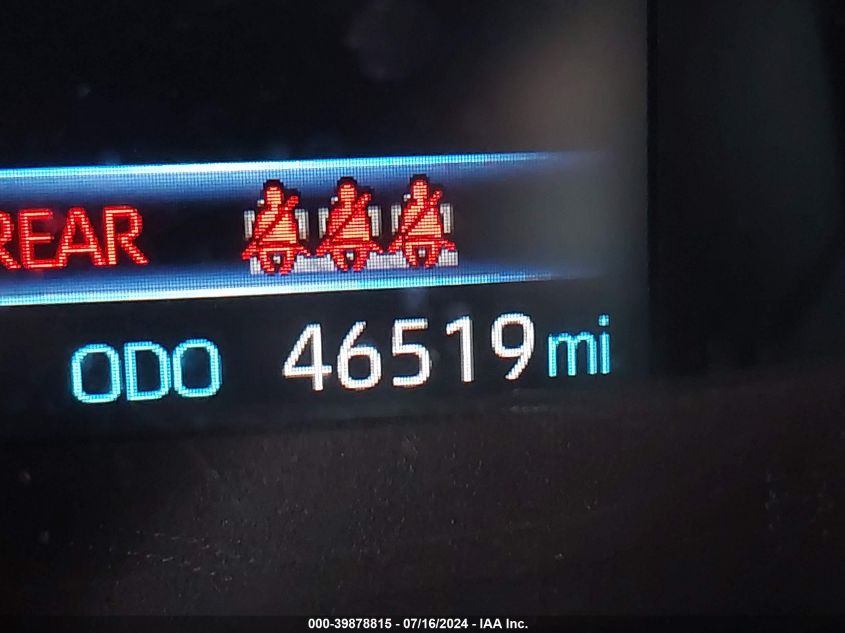 REAR
ODO 46519 mi
000-39878815 - 07/16/2024 - IAA Inc.